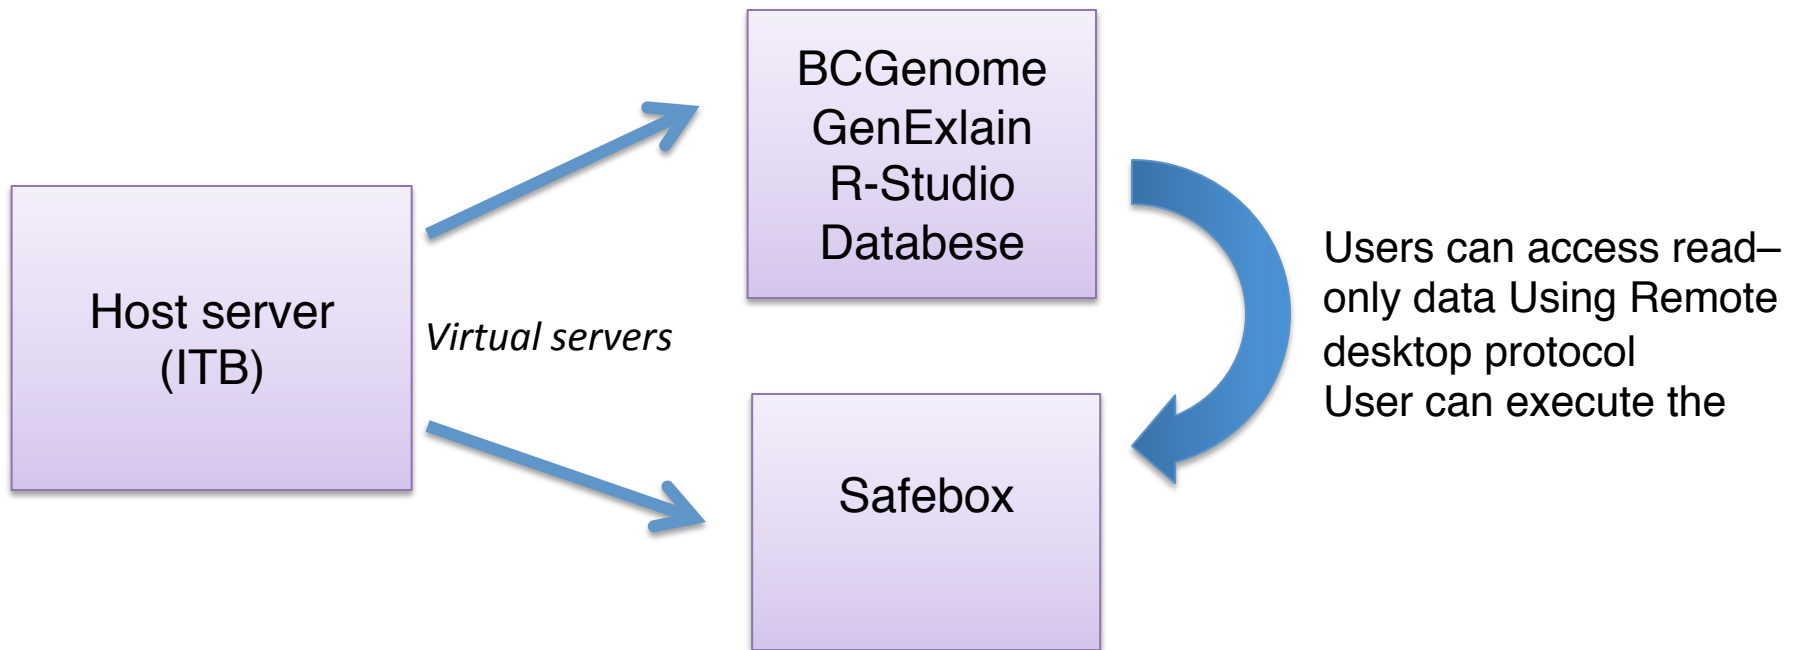 BCGenome
GenExlain
R-Studio
Databese
Host server
(ITB)
Virtual servers
Users can access read–
only data Using Remote
desktop protocol
User can execute the
Safebox